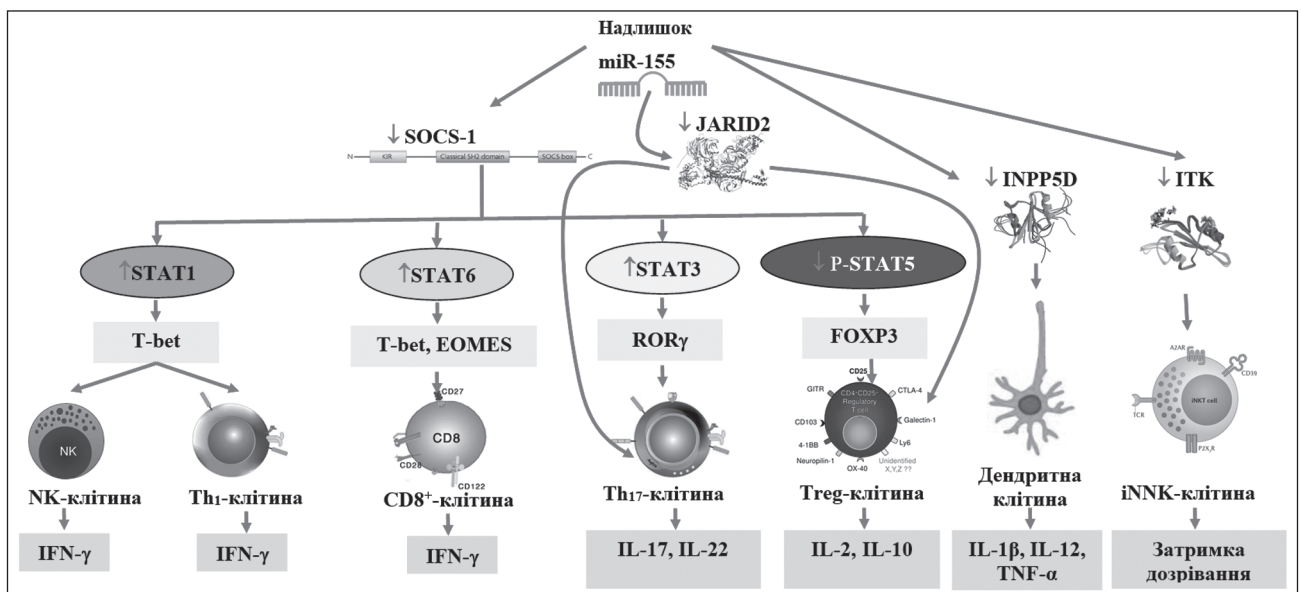 Надлишок
miR-155
↓ SOCS-1
↓ JARID2
N
KIR
Classical SH2 domain
SOCS box
C
↓ INPP5D
↓ ITK
↑STAT1
↑STAT6
↑STAT3
↓ P-STAT5
T-bet
T-bet, EOMES
RORγ
FOXP3
NK
CD27
CD8
CD28
CD122
CD25
GITR
CTLA-4
CD4+CD25+
Regulatory
T cell
CD103
Galectin-1
4-1BB
Ly6
Neuropilin-1
OX-40
Unidentified
X,Y,Z ??
A2AR
CD39
iNKT cell
TCR
P2X₇R
NK-клітина
Th₁-клітина
CD8⁺-клітина
Th₁₇-клітина
Treg-клітина
Дендритна
клітина
iNNK-клітина
IFN-γ
IFN-γ
IFN-γ
IL-17, IL-22
IL-2, IL-10
IL-1β, IL-12,
TNF-α
Затримка
дозрівання